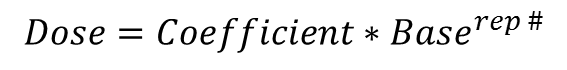 Dose = Coefficient * Base^{rep #}